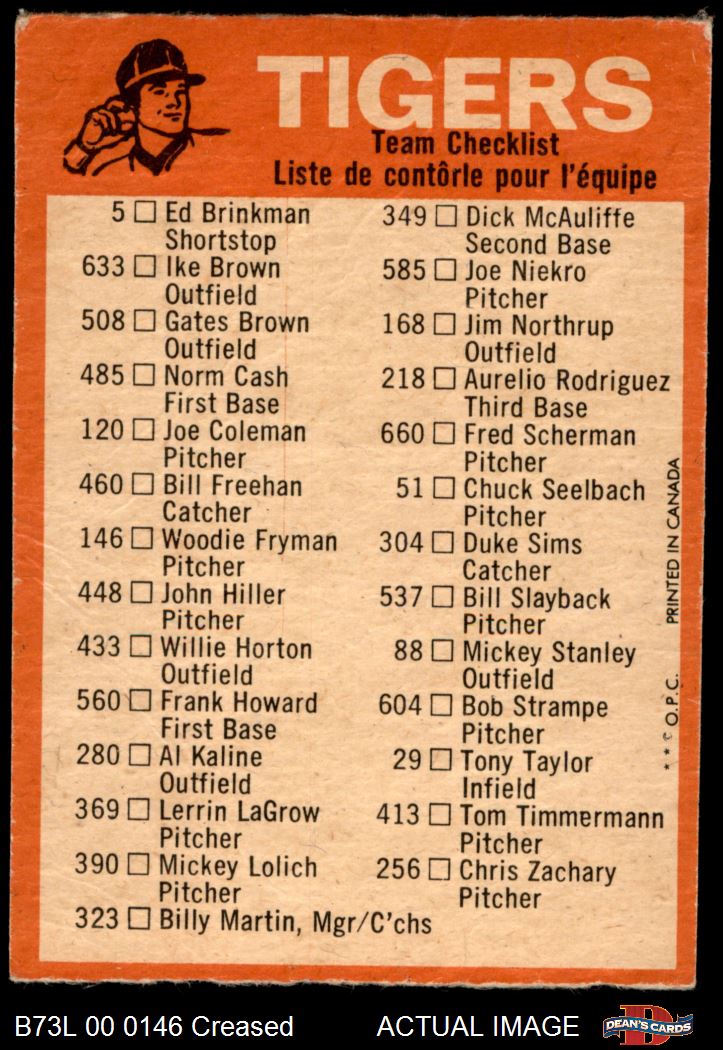 TIGERS
Team Checklist
Liste de contôrle pour l'équipe
5 Ed Brinkman
Shortstop
633 Ike Brown
Outfield
508 Gates Brown
Outfield
485 Norm Cash
First Base
120 Joe Coleman
Pitcher
460 Bill Freehan
Catcher
146 Woodie Fryman
Pitcher
448 John Hiller
Pitcher
433 Willie Horton
Outfield
560 Frank Howard
First Base
280 Al Kaline
Outfield
369 Lerrin LaGrow
Pitcher
390 Mickey Lolich
Pitcher
323 Billy Martin, Mgr/C'chs
349 Dick McAuliffe
Second Base
585 Joe Niekro
Pitcher
168 Jim Northrup
Outfield
218 Aurelio Rodriguez
Third Base
660 Fred Scherman
Pitcher
51 Chuck Seelbach
Pitcher
304 Duke Sims
Catcher
537 Bill Slayback
Pitcher
88 Mickey Stanley
Outfield
604 Bob Strampe
Pitcher
29 Tony Taylor
Infield
413 Tom Timmermann
Pitcher
256 Chris Zachary
Pitcher
* * © O.P.C. PRINTED IN CANADA
B73L 00 0146 Creased
ACTUAL IMAGE
D
DEAN'S CARDS